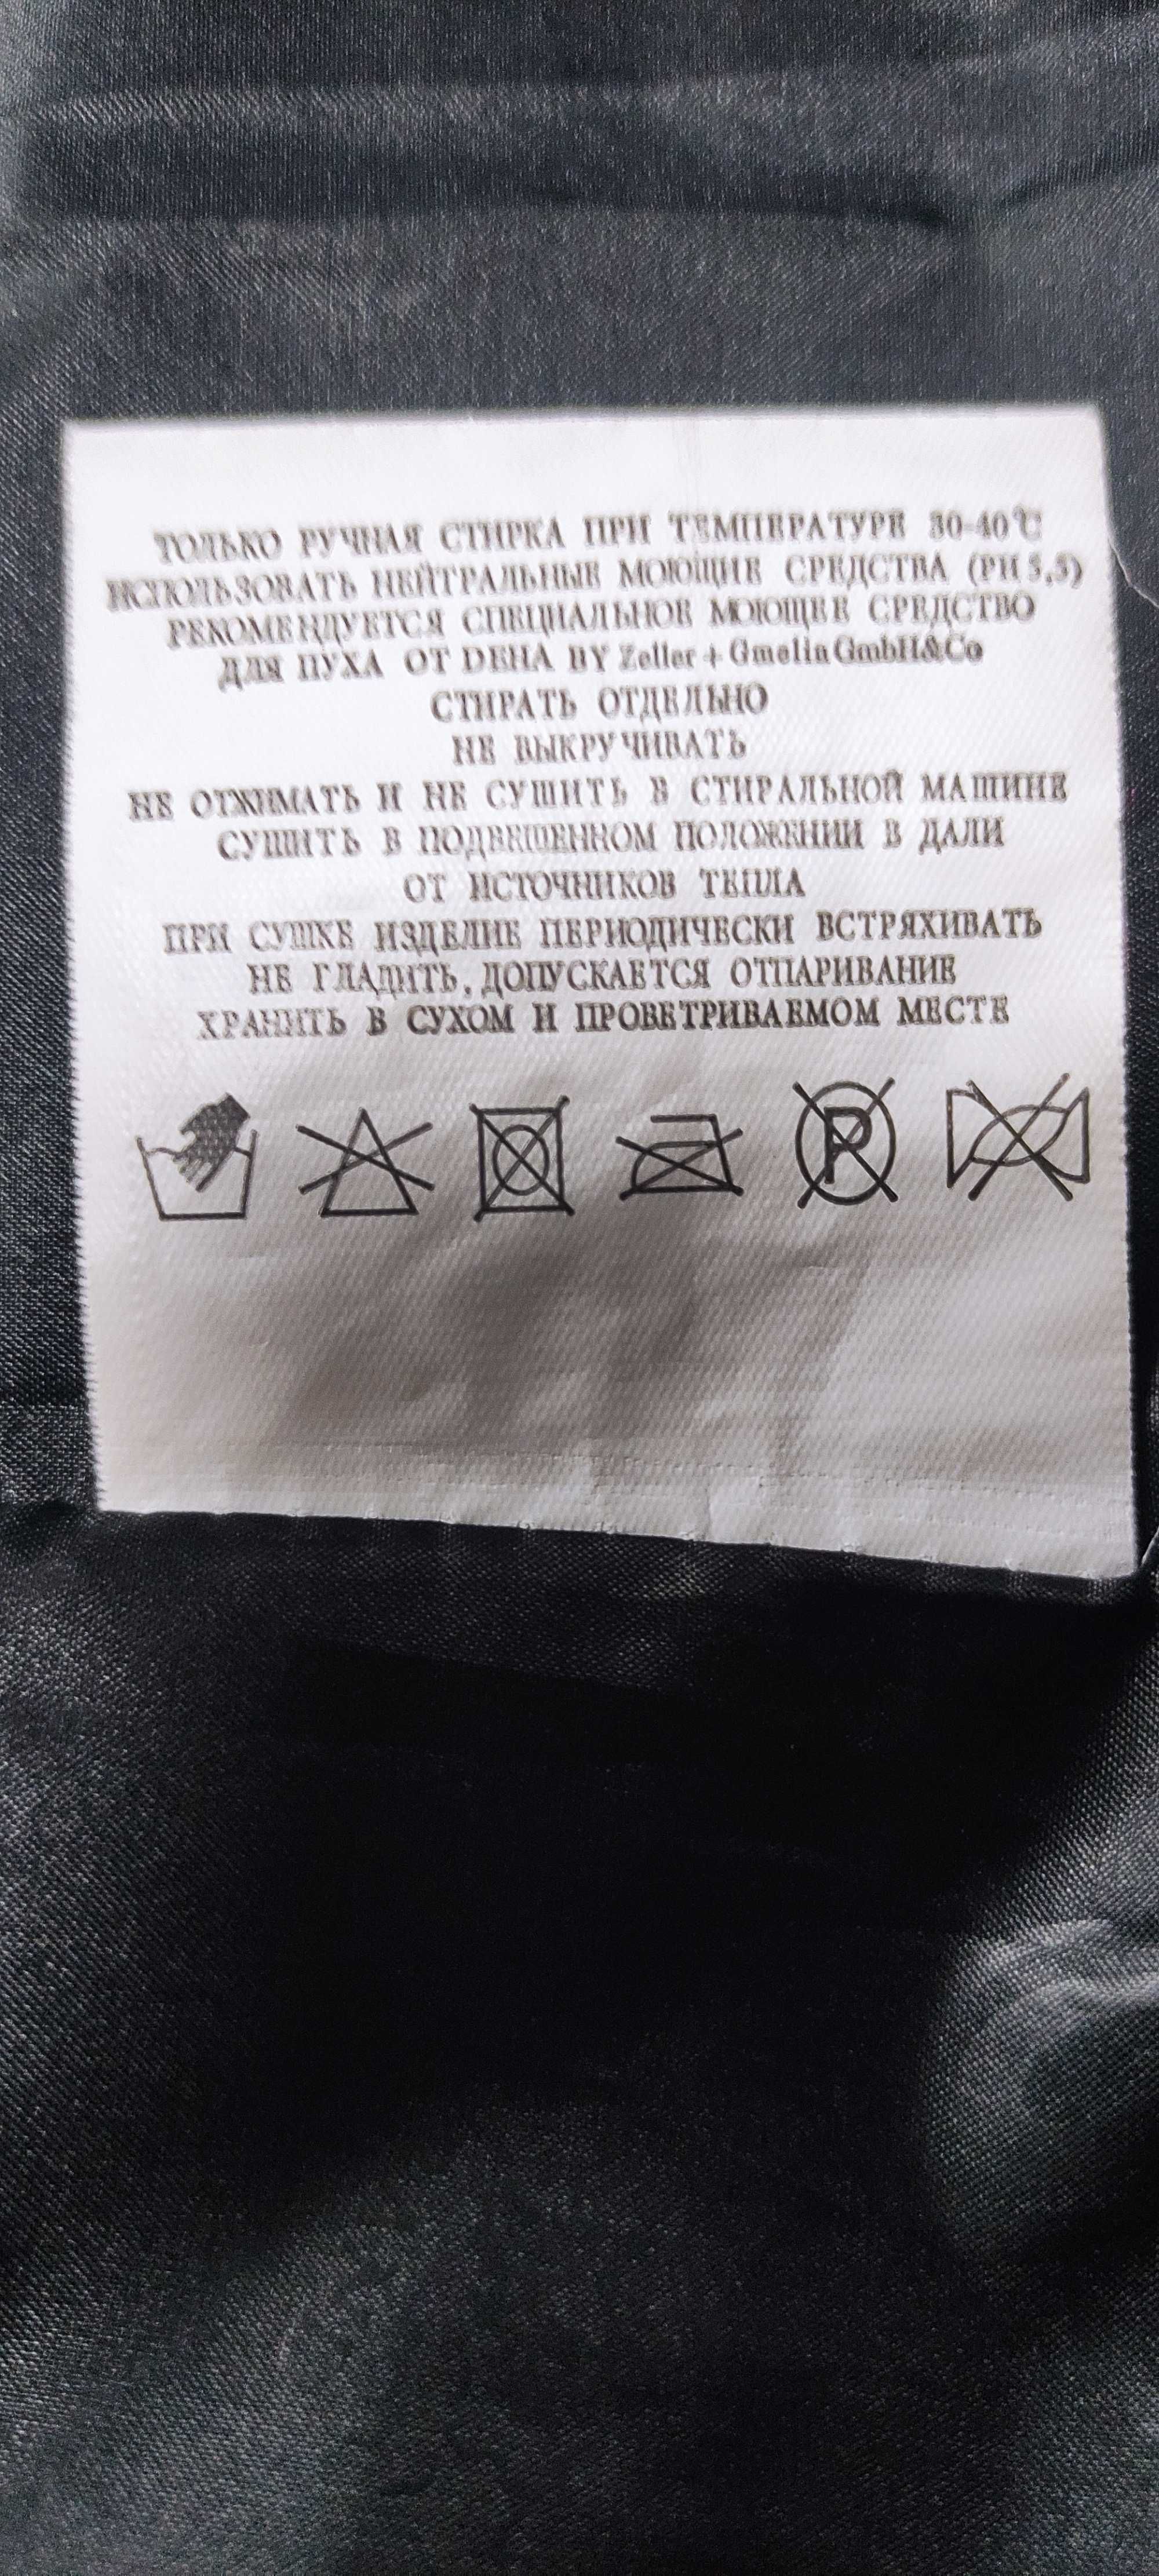 ТОЛЬКО РУЧНАЯ СТИРКА ПРИ ТЕМПЕРАТУРЕ 30-40℃
ИСПОЛЬЗОВАТЬ НЕЙТРАЛЬНЫЕ МОЮЩИЕ СРЕДСТВА (PH 5,5)
РЕКОМЕНДУЕТСЯ СПЕЦИАЛЬНОЕ МОЮЩЕЕ СРЕДСТВО
ДЛЯ ПУХА ОТ DEHA BY Zeller + Gmelin GmbH&Co
СТИРАТЬ ОТДЕЛЬНО
НЕ ВЫКРУЧИВАТЬ
НЕ ОТЖИМАТЬ И НЕ СУШИТЬ В СТИРАЛЬНОЙ МАШИНЕ
СУШИТЬ В ПОДВЕШЕННОМ ПОЛОЖЕНИИ В ДАЛИ
ОТ ИСТОЧНИКОВ ТЕПЛА
ПРИ СУШКЕ ИЗДЕЛИЕ ПЕРИОДИЧЕСКИ ВСТРЯХИВАТЬ
НЕ ГЛАДИТЬ, ДОПУСКАЕТСЯ ОТПАРИВАНИЕ
ХРАНИТЬ В СУХОМ И ПРОВЕТРИВАЕМОМ МЕСТЕ
P